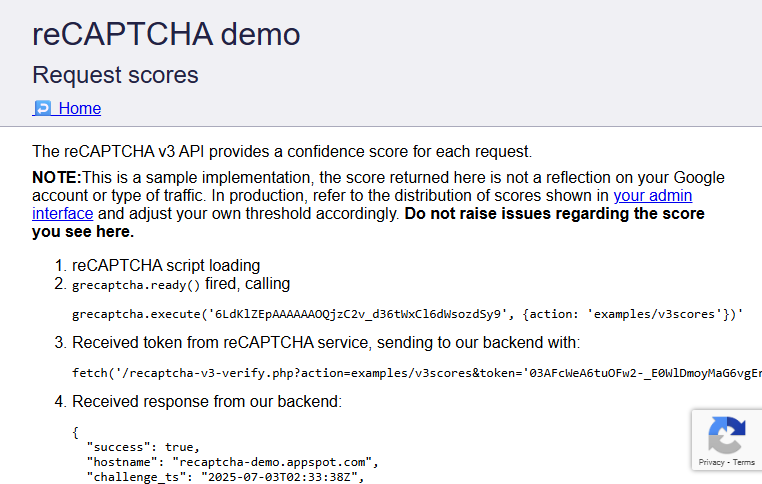 reCAPTCHA demo
Request scores
Home
The reCAPTCHA v3 API provides a confidence score for each request.
NOTE:This is a sample implementation, the score returned here is not a reflection on your Google
account or type of traffic. In production, refer to the distribution of scores shown in your admin
interface and adjust your own threshold accordingly. Do not raise issues regarding the score
you see here.
1. reCAPTCHA script loading
2. grecaptcha.ready() fired, calling
grecaptcha.execute('6LdKlZEpAAAAAAOQjzC2v_d36tWxCl6dWsozdSy9', {action: 'examples/v3scores'})'
3. Received token from reCAPTCHA service, sending to our backend with:
fetch('/recaptcha-v3-verify.php?action=examples/v3scores&token='03AFcWeA6tuOFw2-_E0WlDmoyMaG6vgEr
4. Received response from our backend:
{
"success": true,
"hostname": "recaptcha-demo.appspot.com",
"challenge_ts": "2025-07-03T02:33:38Z",
Privacy - Terms